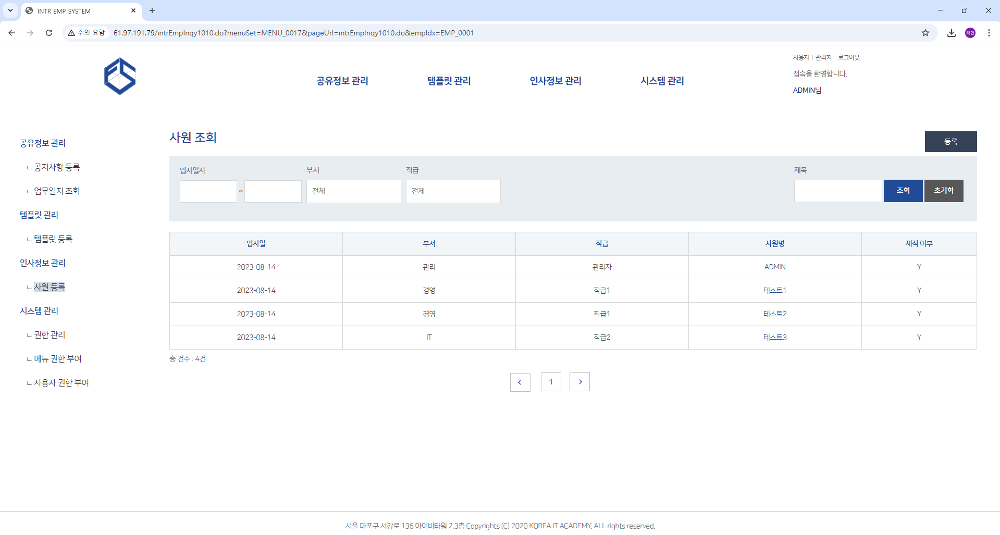 INTR EMP SYSTEM
주의 요함 61.97.191.79/intrEmpInqy1010.do?menuSet=MENU_0017&pageUrl=intrEmpInqy1010.do&empIdx=EMP_0001
태현
사용자 | 관리자 | 로그아웃
접속을 환영합니다.
ADMIN님
공유정보 관리 템플릿 관리 인사정보 관리 시스템 관리
공유정보 관리
ㄴ 공지사항 등록
ㄴ 업무일지 조회
템플릿 관리
ㄴ 템플릿 등록
인사정보 관리
ㄴ 사원 등록
시스템 관리
ㄴ 권한 관리
ㄴ 메뉴 권한 부여
ㄴ 사용자 권한 부여
사원 조회
등록
입사일자 부서 직급 제목
~ 전체 전체 조회 초기화
입사일 부서 직급 사원명 재직 여부
2023-08-14 관리 관리자 ADMIN Y
2023-08-14 경영 직급1 테스트1 Y
2023-08-14 경영 직급1 테스트2 Y
2023-08-14 IT 직급2 테스트3 Y
총 건수 : 4건
1
서울 마포구 서강로 136 아이비타워 2,3층 Copyrights (C) 2020 KOREA IT ACADEMY. ALL rights reserved.